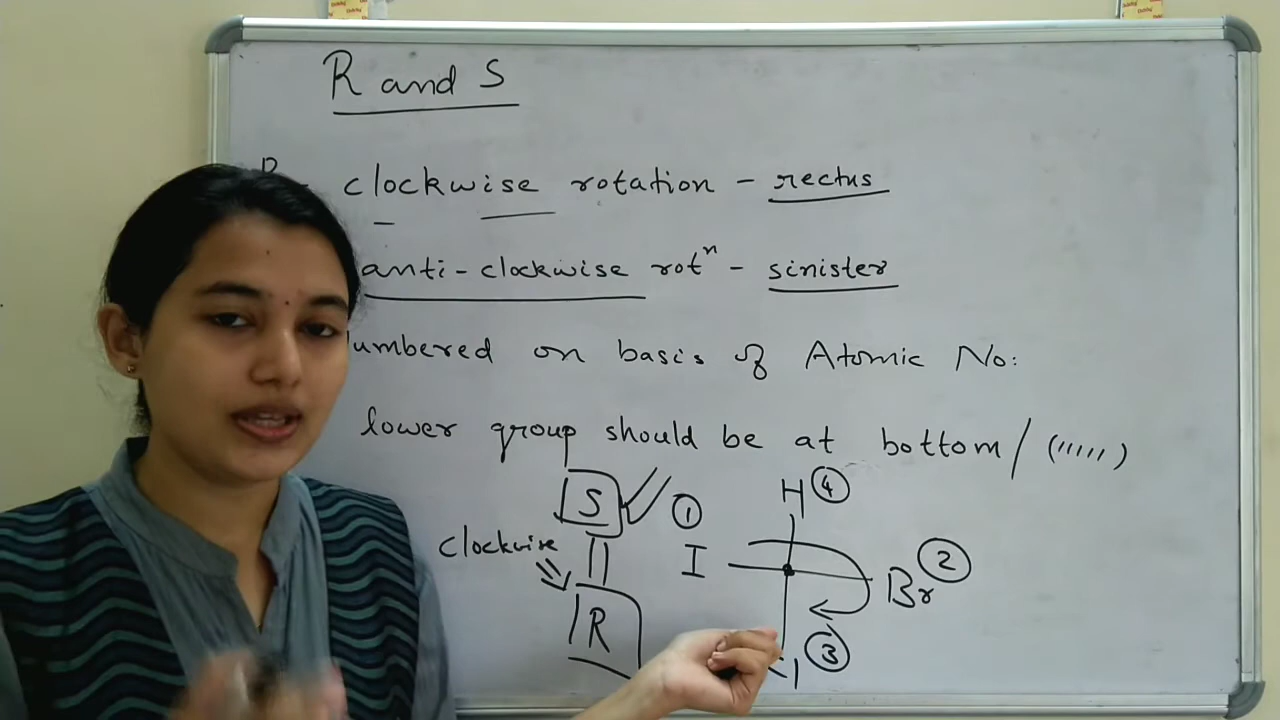 R and S
clockwise rotation - rectus
anti-clockwise rotⁿ - sinister
umbered on basis of Atomic No:
lower group should be at bottom / (ııııı)
S ① H ④
clockwise I Br ②
R ③